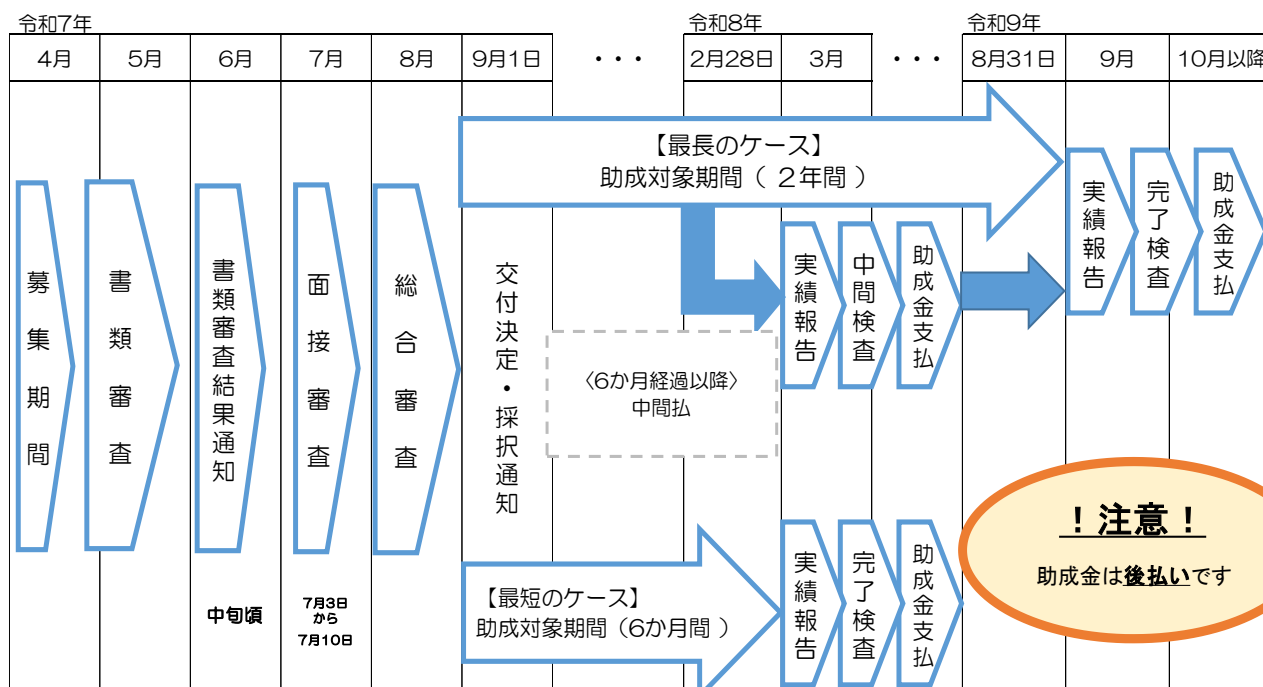 令和7年
令和8年
令和9年
4月
5月
6月
7月
8月
9月1日
・・・
2月28日
3月
・・・
8月31日
9月
10月以降
【最長のケース】
助成対象期間（ 2年間 ）
募集期間
書類審査
書類審査結果通知
面接審査
総合審査
交付決定・採択通知
実績報告
中間検査
助成金支払
実績報告
完了検査
助成金支払
〈6か月経過以降〉
中間払
中旬頃
7月3日
から
7月10日
【最短のケース】
助成対象期間（6か月間 ）
実績報告
完了検査
助成金支払
！注意！
助成金は後払いです